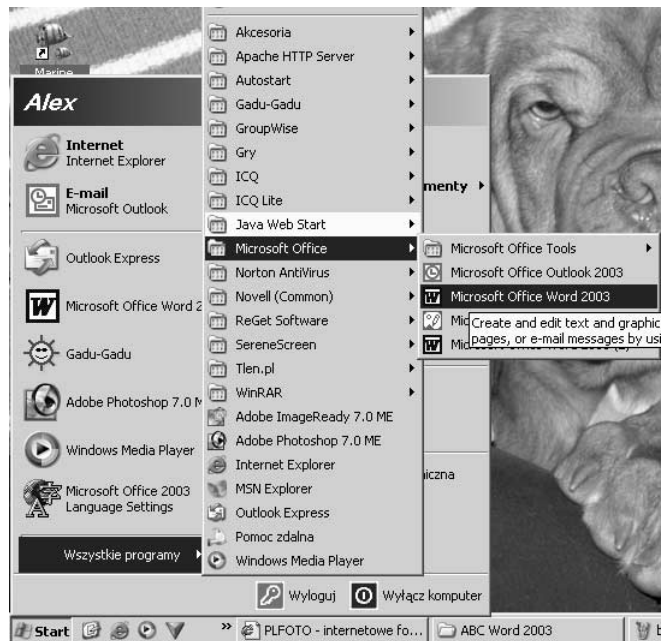 Marine
Alex
Internet
Internet Explorer
E-mail
Microsoft Outlook
Outlook Express
Microsoft Office Word 2
Gadu-Gadu
Adobe Photoshop 7.0 M
Windows Media Player
Microsoft Office 2003
Language Settings
Wszystkie programy
Akcesoria
Apache HTTP Server
Autostart
Gadu-Gadu
GroupWise
Gry
ICQ
ICQ Lite
Java Web Start
Microsoft Office
Norton AntiVirus
Novell (Common)
ReGet Software
SereneScreen
Tlen.pl
WinRAR
Adobe ImageReady 7.0 ME
Adobe Photoshop 7.0 ME
Internet Explorer
MSN Explorer
Outlook Express
Pomoc zdalna
Windows Media Player
menty
iczna
Microsoft Office Tools
Microsoft Office Outlook 2003
Microsoft Office Word 2003
Create and edit text and graphic
pages, or e-mail messages by usi
Wyloguj
Wyłącz komputer
Start
PLFOTO - internetowe fo...
ABC Word 2003